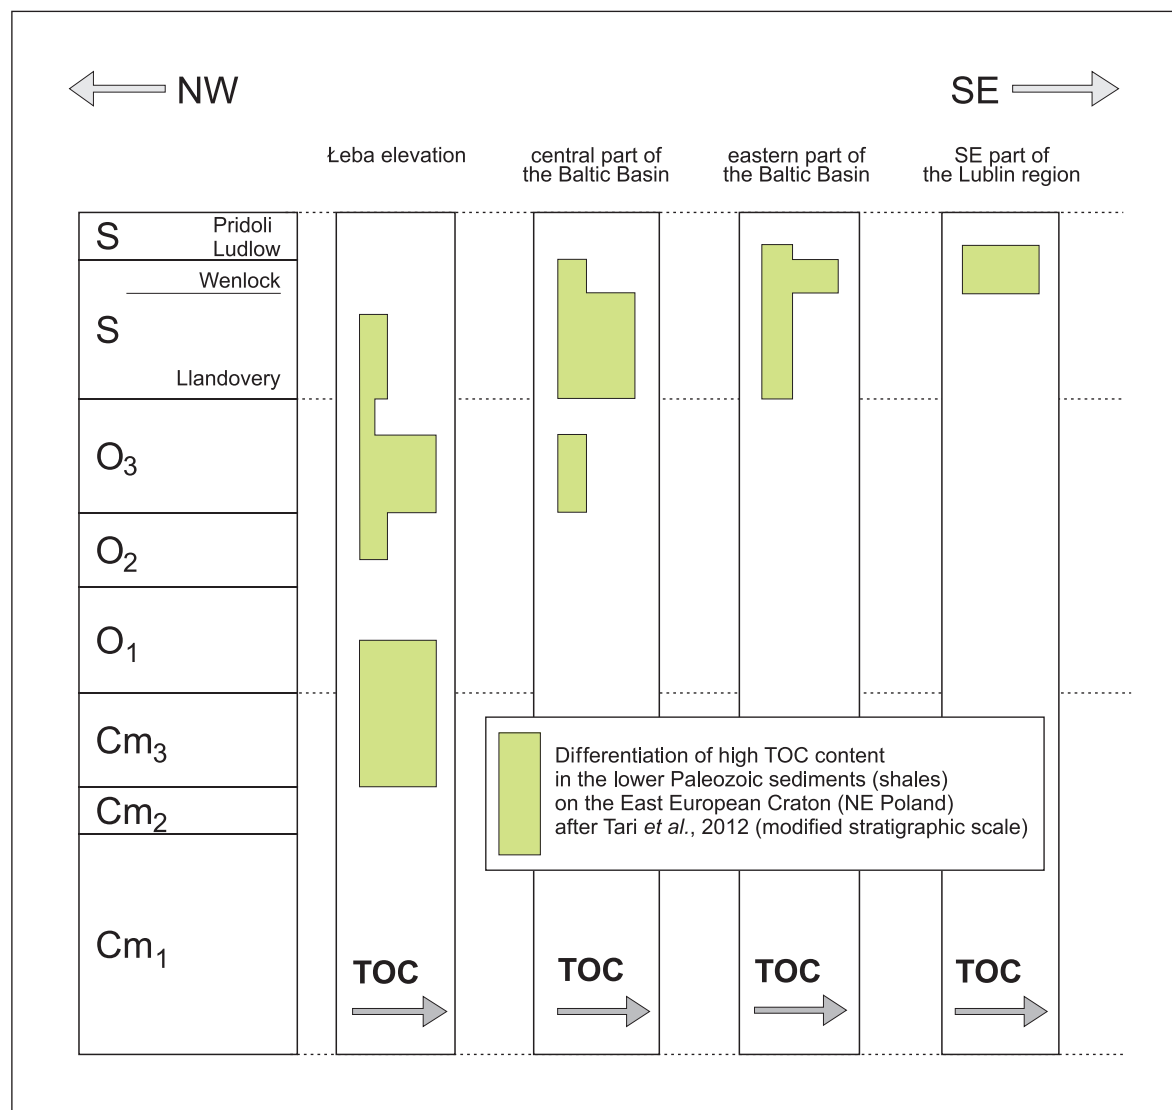 NW
SE
Łeba elevation
central part of
the Baltic Basin
eastern part of
the Baltic Basin
SE part of
the Lublin region
S
Pridoli
Ludlow
Wenlock
S
Llandovery
O3
O2
O1
Cm3
Cm2
Cm1
Differentiation of high TOC content
in the lower Paleozoic sediments (shales)
on the East European Craton (NE Poland)
after Tari et al., 2012 (modified stratigraphic scale)
TOC
TOC
TOC
TOC